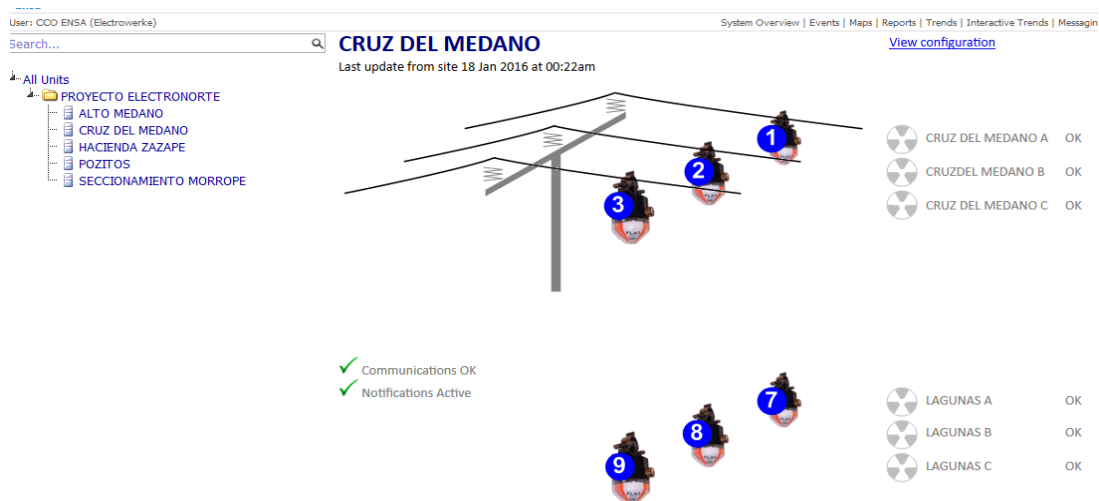 User: CCO ENSA (Electrowerke)
System Overview | Events | Maps | Reports | Trends | Interactive Trends |
Search...
CRUZ DEL MEDANO
View configuration
Last update from site 18 Jan 2016 at 00:22am
All Units
PROYECTO ELECTRONORTE
ALTO MEDANO
CRUZ DEL MEDANO
HACIENDA ZAZAPE
POZITOS
SECCIONAMIENTO MORROPE
1
2
3
CRUZ DEL MEDANO A OK
CRUZDEL MEDANO B OK
CRUZ DEL MEDANO C OK
Communications OK
Notifications Active
7
8
9
LAGUNAS A OK
LAGUNAS B OK
LAGUNAS C OK